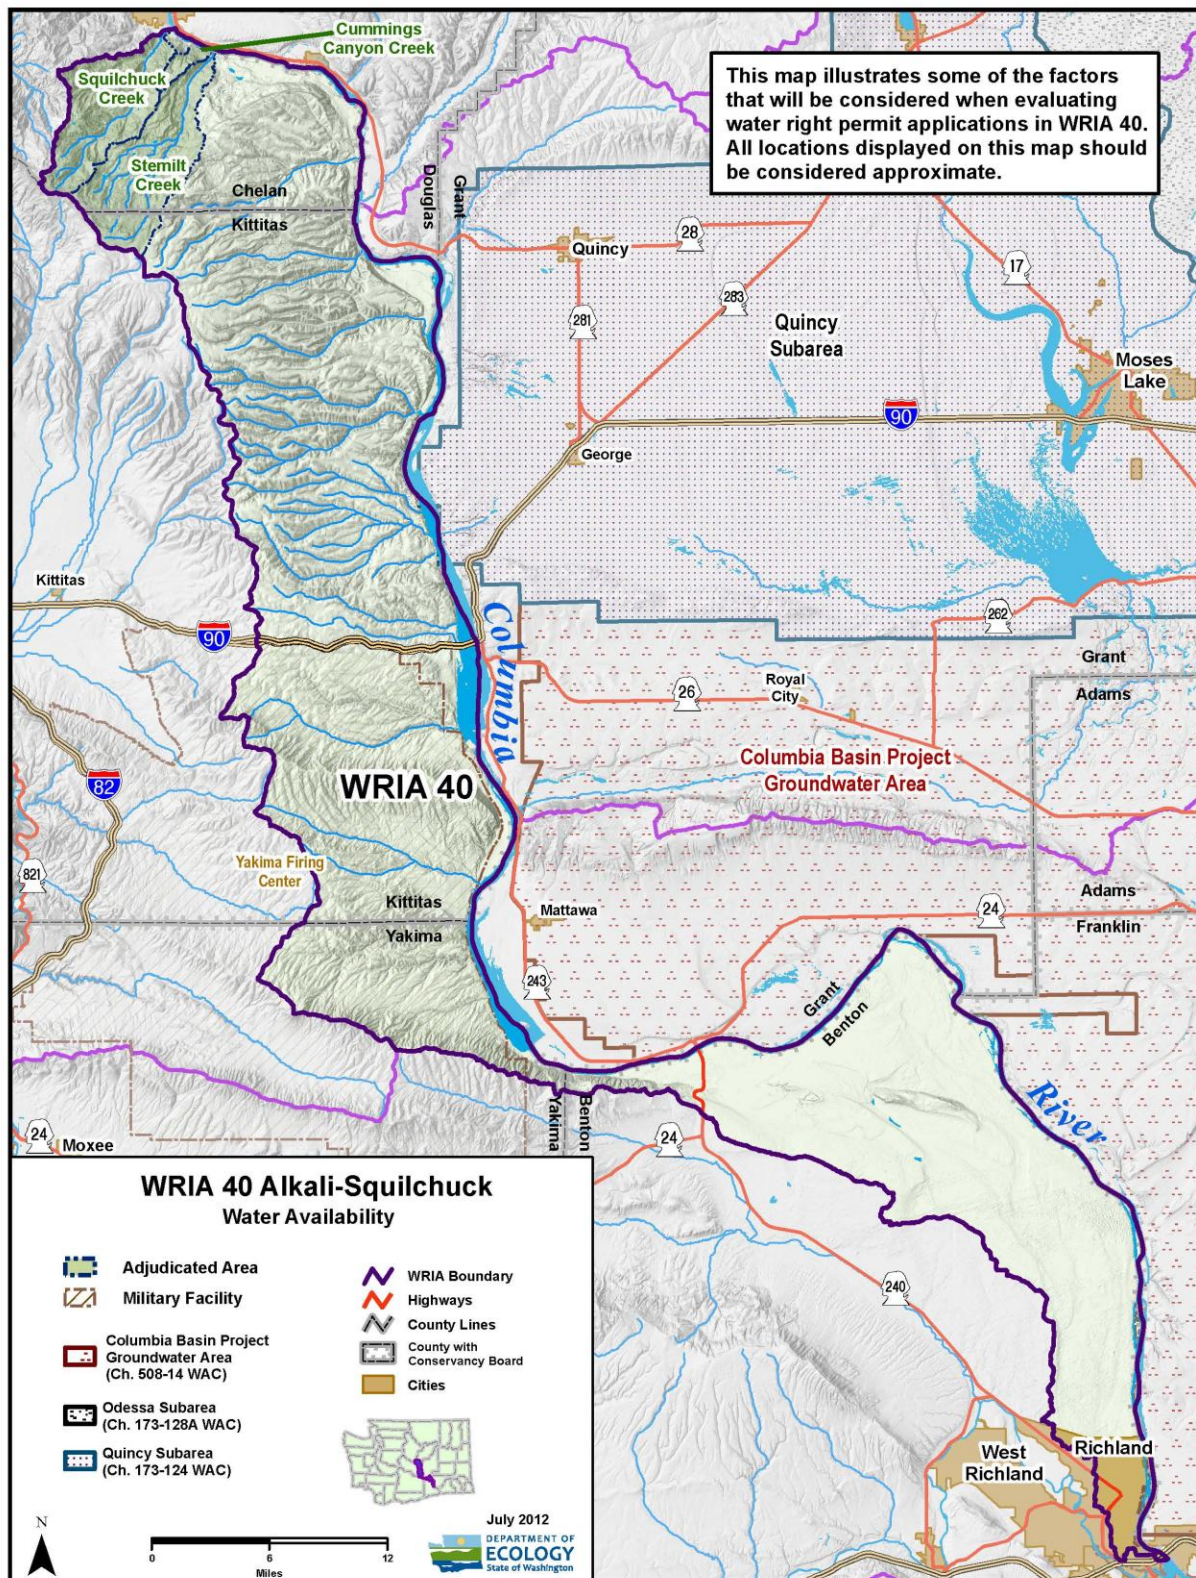 Cummings
Canyon Creek
Squilchuck
Creek
Stemilt
Creek
This map illustrates some of the factors
that will be considered when evaluating
water right permit applications in WRIA 40.
All locations displayed on this map should
be considered approximate.
Chelan
Kittitas
Douglas
Grant
Quincy
28
17
283
281
Quincy
Subarea
Moses
Lake
90
George
Kittitas
90
262
Columbia
Grant
Adams
26
Royal
City
Columbia Basin Project
Groundwater Area
82
WRIA 40
821
Yakima Firing
Center
Kittitas
Yakima
Mattawa
24
Adams
Franklin
243
Grant
Benton
River
Yakima
Benton
24
Moxee
24
240
West
Richland
Richland
WRIA 40 Alkali-Squilchuck
Water Availability
Adjudicated Area
Military Facility
Columbia Basin Project
Groundwater Area
(Ch. 508-14 WAC)
Odessa Subarea
(Ch. 173-128A WAC)
Quincy Subarea
(Ch. 173-124 WAC)
WRIA Boundary
Highways
County Lines
County with
Conservancy Board
Cities
N
0 6 12
Miles
July 2012
DEPARTMENT OF
ECOLOGY
State of Washington